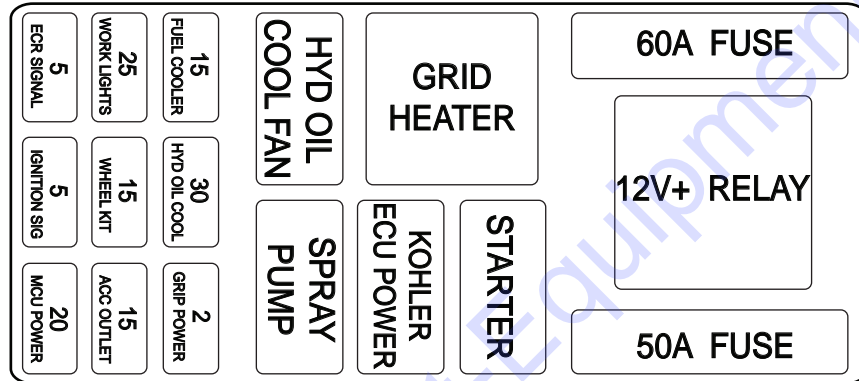 5
ECR SIGNAL
25
WORK LIGHTS
15
FUEL COOLER
HYD OIL
COOL FAN
GRID
HEATER
60A FUSE
5
IGNITION SIG
15
WHEEL KIT
30
HYD OIL COOL
12V+ RELAY
20
MCU POWER
15
ACC OUTLET
2
GRIP POWER
SPRAY
PUMP
KOHLER
ECU POWER
STARTER
50A FUSE